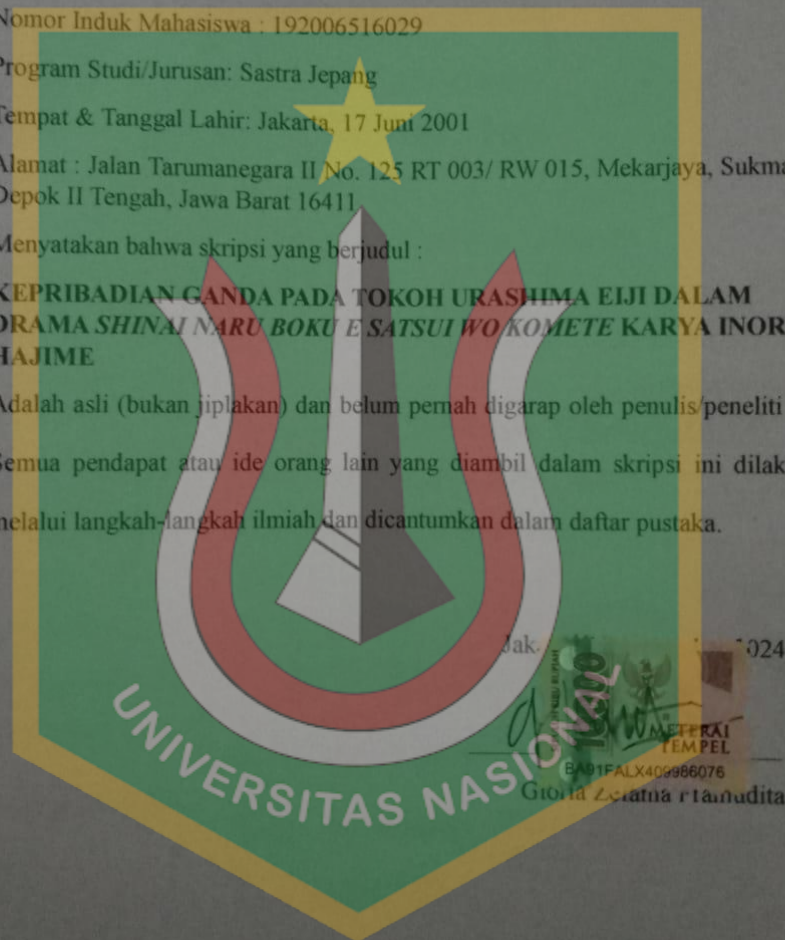 Nomor Induk Mahasiswa : 192006516029
Program Studi/Jurusan: Sastra Jepang
Tempat & Tanggal Lahir: Jakarta, 17 Juni 2001
Alamat : Jalan Tarumanegara II No. 125 RT 003/ RW 015, Mekarjaya, Sukma
Depok II Tengah, Jawa Barat 16411
Menyatakan bahwa skripsi yang berjudul :
KEPRIBADIAN GANDA PADA TOKOH URASHIMA EIJI DALAM
DRAMA SHINAI NARU BOKU E SATSUI WO KOMETE KARYA INOR
HAJIME
Adalah asli (bukan jiplakan) dan belum pernah digarap oleh penulis/peneliti
Semua pendapat atau ide orang lain yang diambil dalam skripsi ini dilak
melalui langkah-langkah ilmiah dan dicantumkan dalam daftar pustaka.
Jak
024
10000
METERAI
TEMPEL
BA91FALX409986076
UNIVERSITAS NASIONAL